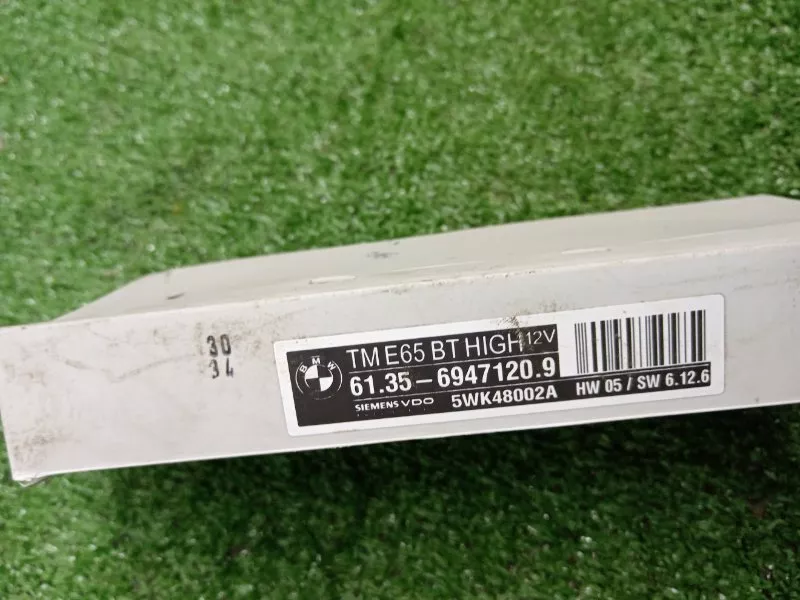 30
34
BMW
TM E65 BT HIGH 12V
61.35-6947120.9
SIEMENS VDO 5WK48002A HW 05 / SW 6.12.6